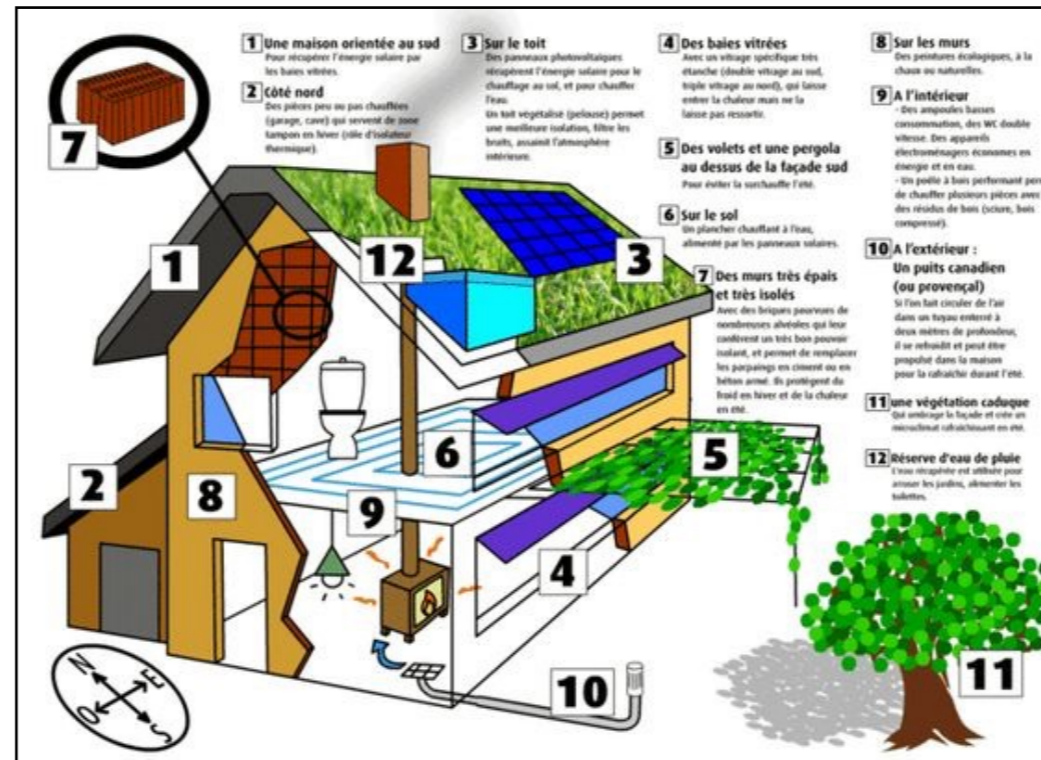 1 Une maison orientée au sud
Pour récupérer l'énergie solaire par
les baies vitrées.
2 Côté nord
Des pièces peu ou pas chauffées
(garage, cave) qui servent de zone
tampon en hiver (rôle d'isolateur
thermique).
3 Sur le toit
Des panneaux photovoltaïques
récupèrent l'énergie solaire pour le
chauffage au sol, et pour chauffer
l'eau.
Un toit végétalisé (pelouse) permet
une meilleure isolation, filtre les
bruits, assainit l'atmosphère
intérieure.
4 Des baies vitrées
Avec un vitrage spécifique très
étanche (double vitrage au sud,
triple vitrage au nord), qui laisse
entrer la chaleur mais ne la
laisse pas ressortir.
5 Des volets et une pergola
au dessus de la façade sud
Pour éviter la surchauffe l'été.
6 Sur le sol
Un plancher chauffant à l'eau,
alimenté par les panneaux solaires.
7 Des murs très épais
et très isolés
Avec des briques pourvues de
nombreuses alvéoles qui leur
confèrent un très bon pouvoir
isolant, et permet de remplacer
les parpaings en ciment ou en
béton armé. Ils protègent du
froid en hiver et de la chaleur
en été.
8 Sur les murs
Des peintures écologiques, à la
chaux ou naturelles.
9 A l'intérieur
- Des ampoules basses
consommation, des WC double
vitesse. Des appareils
électroménagers économes en
énergie et en eau.
- Un poêle à bois performant per
de chauffer plusieurs pièces avec
des résidus de bois (sciure, bois
compressé).
10 A l'extérieur :
Un puits canadien
(ou provençal)
Si l'on fait circuler de l'air
dans un tuyau enterré à
deux mètres de profondeur,
il se refroidit et peut être
propulsé dans la maison
pour la rafraîchir durant l'été.
11 une végétation caduque
Qui ombrage la façade et crée un
microclimat rafraîchissant en été.
12 Réserve d'eau de pluie
L'eau récupérée est utilisée pour
arroser les jardins, alimenter les
toilettes.
7
1
12
3
2
8
6
5
9
4
10
11
N
E
O
S